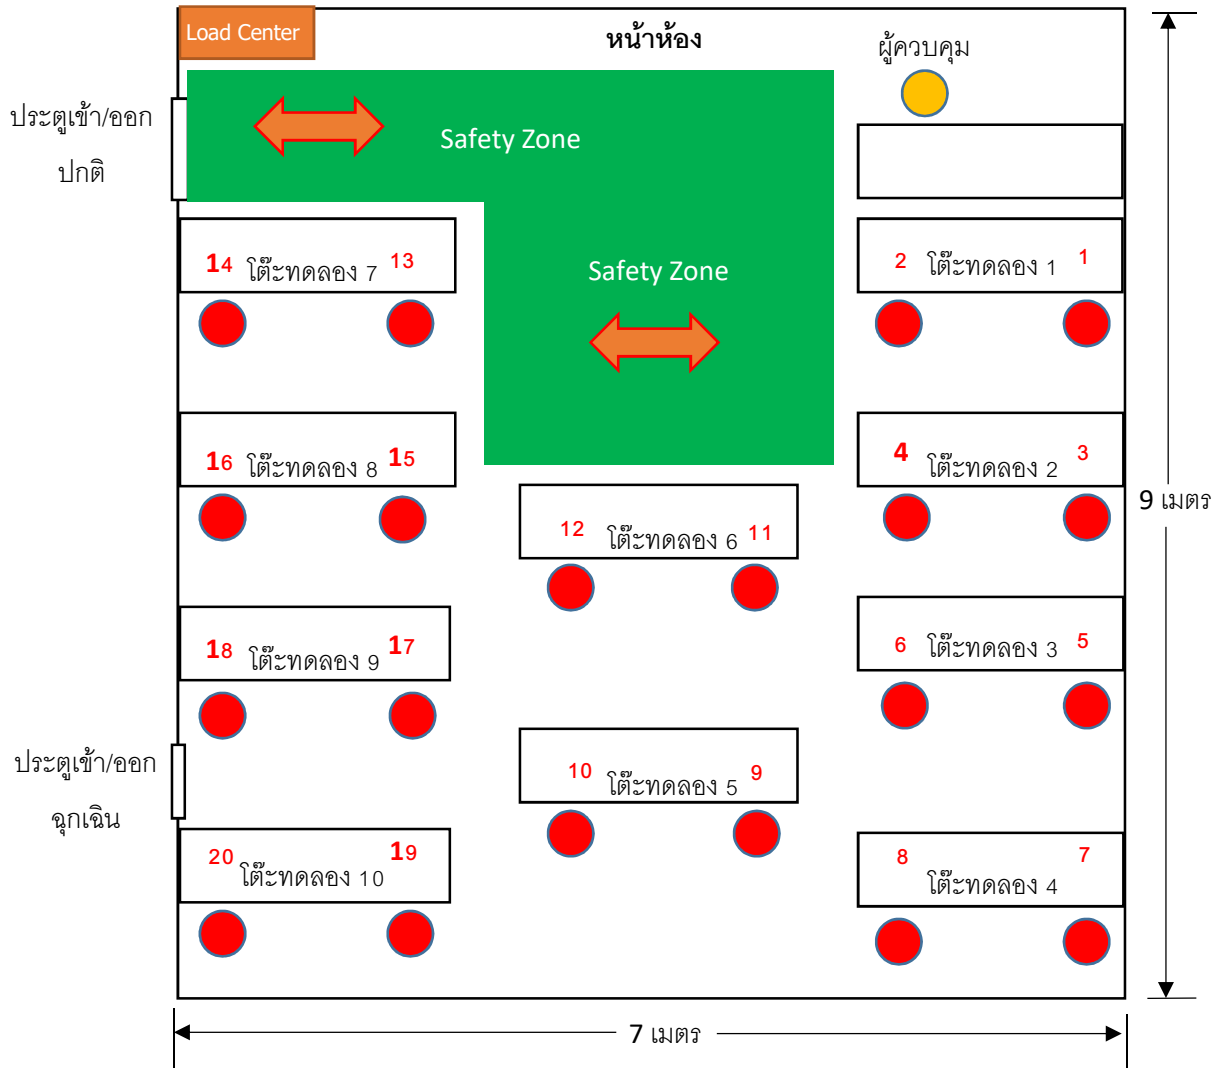 Load Center
หน้าห้อง
ผู้ควบคุม
ประตูเข้า/ออก
ปกติ
Safety Zone
Safety Zone
14 โต๊ะทดลอง 7 13
2 โต๊ะทดลอง 1 1
16 โต๊ะทดลอง 8 15
4 โต๊ะทดลอง 2 3
12 โต๊ะทดลอง 6 11
9 เมตร
18 โต๊ะทดลอง 9 17
6 โต๊ะทดลอง 3 5
ประตูเข้า/ออก
ฉุกเฉิน
10 โต๊ะทดลอง 5 9
20 โต๊ะทดลอง 10 19
8 โต๊ะทดลอง 4 7
7 เมตร